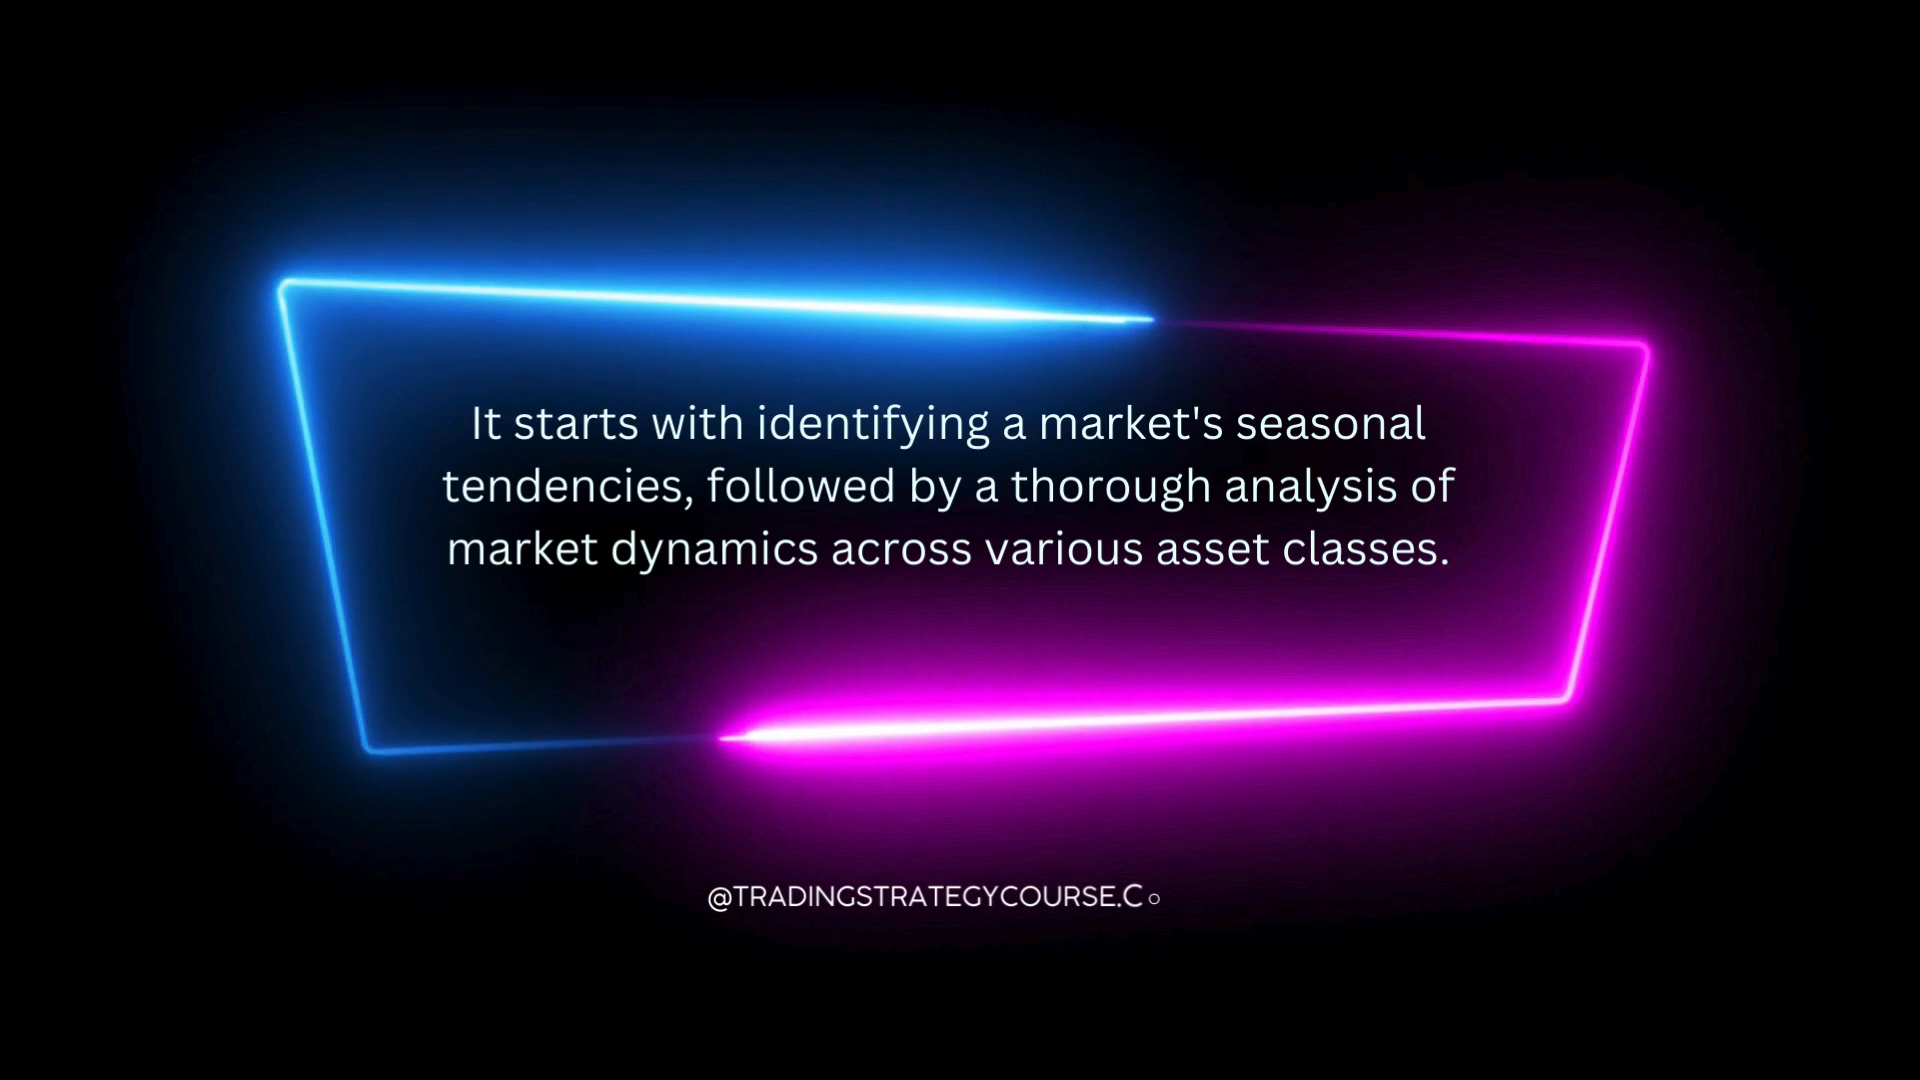 It starts with identifying a market's seasonal
tendencies, followed by a thorough analysis of
market dynamics across various asset classes.
@TRADINGSTRATEGYCOURSE.Co